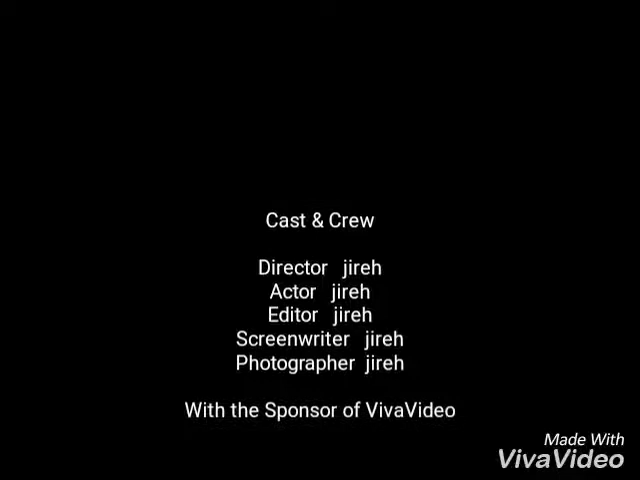 Cast & Crew
Director jireh
Actor jireh
Editor jireh
Screenwriter jireh
Photographer jireh
With the Sponsor of VivaVideo
Made With
VivaVideo